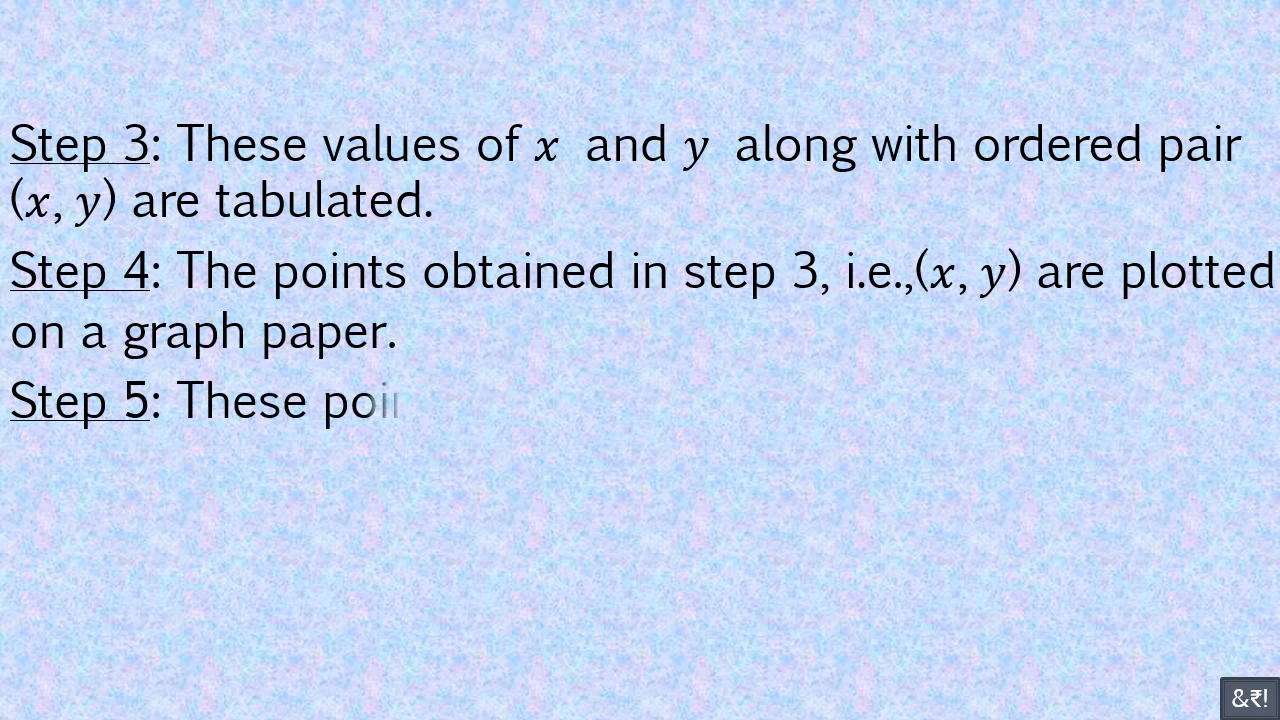 Step 3: These values of x and y along with ordered pair
(x, y) are tabulated.
Step 4: The points obtained in step 3, i.e.,(x, y) are plotted
on a graph paper.
Step 5: These
&₹!